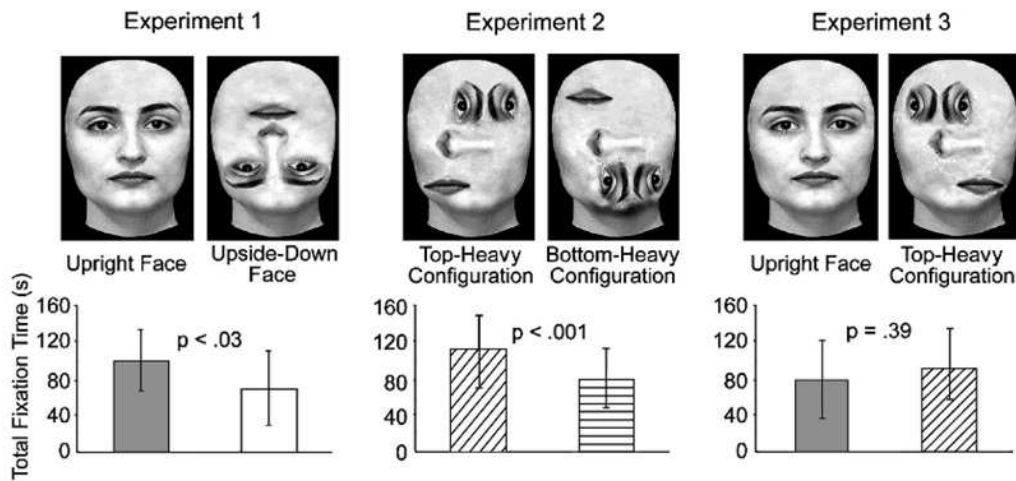 Experiment 1
Experiment 2
Experiment 3
Upright Face
Upside-Down
Face
Top-Heavy
Configuration
Bottom-Heavy
Configuration
Upright Face
Top-Heavy
Configuration
Total Fixation Time (s)
160
120
80
40
0
p < .03
160
120
80
40
0
p < .001
160
120
80
40
0
p = .39